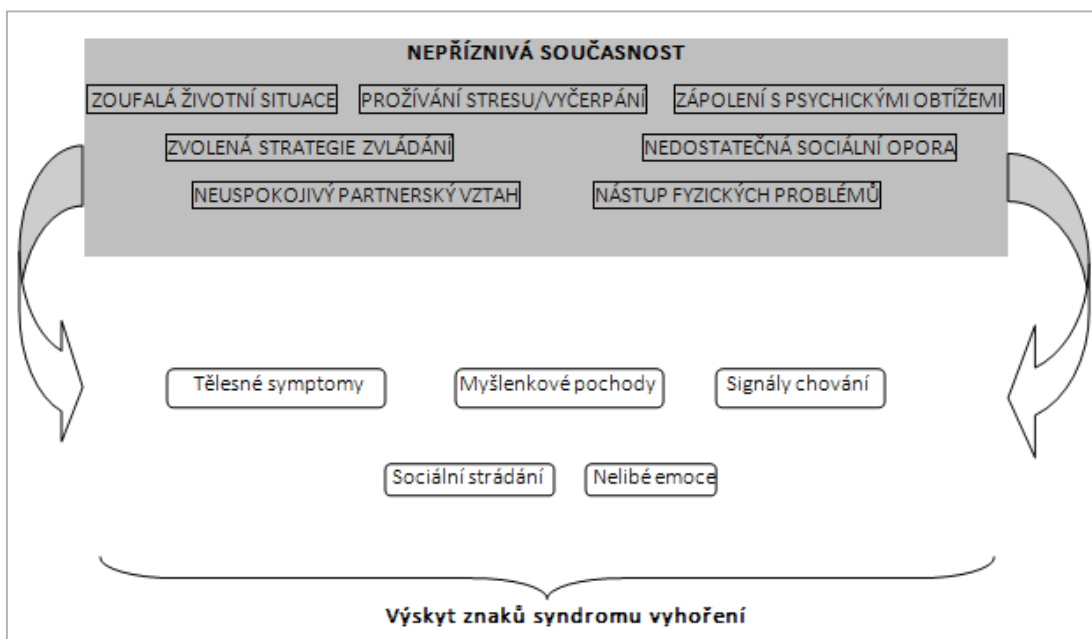 NEPŘÍZNIVÁ SOUČASNOST
ZOUFALÁ ŽIVOTNÍ SITUACE PROŽÍVÁNÍ STRESU/VYČERPÁNÍ ZÁPOLENÍ S PSYCHICKÝMI OBTÍŽEMI
ZVOLENÁ STRATEGIE ZVLÁDÁNÍ NEDOSTATEČNÁ SOCIÁLNÍ OPORA
NEUSPOKOJIVÝ PARTNERSKÝ VZTAH NÁSTUP FYZICKÝCH PROBLÉMŮ
Tělesné symptomy Myšlenkové pochody Signály chování
Sociální strádání Nelibé emoce
Výskyt znaků syndromu vyhoření